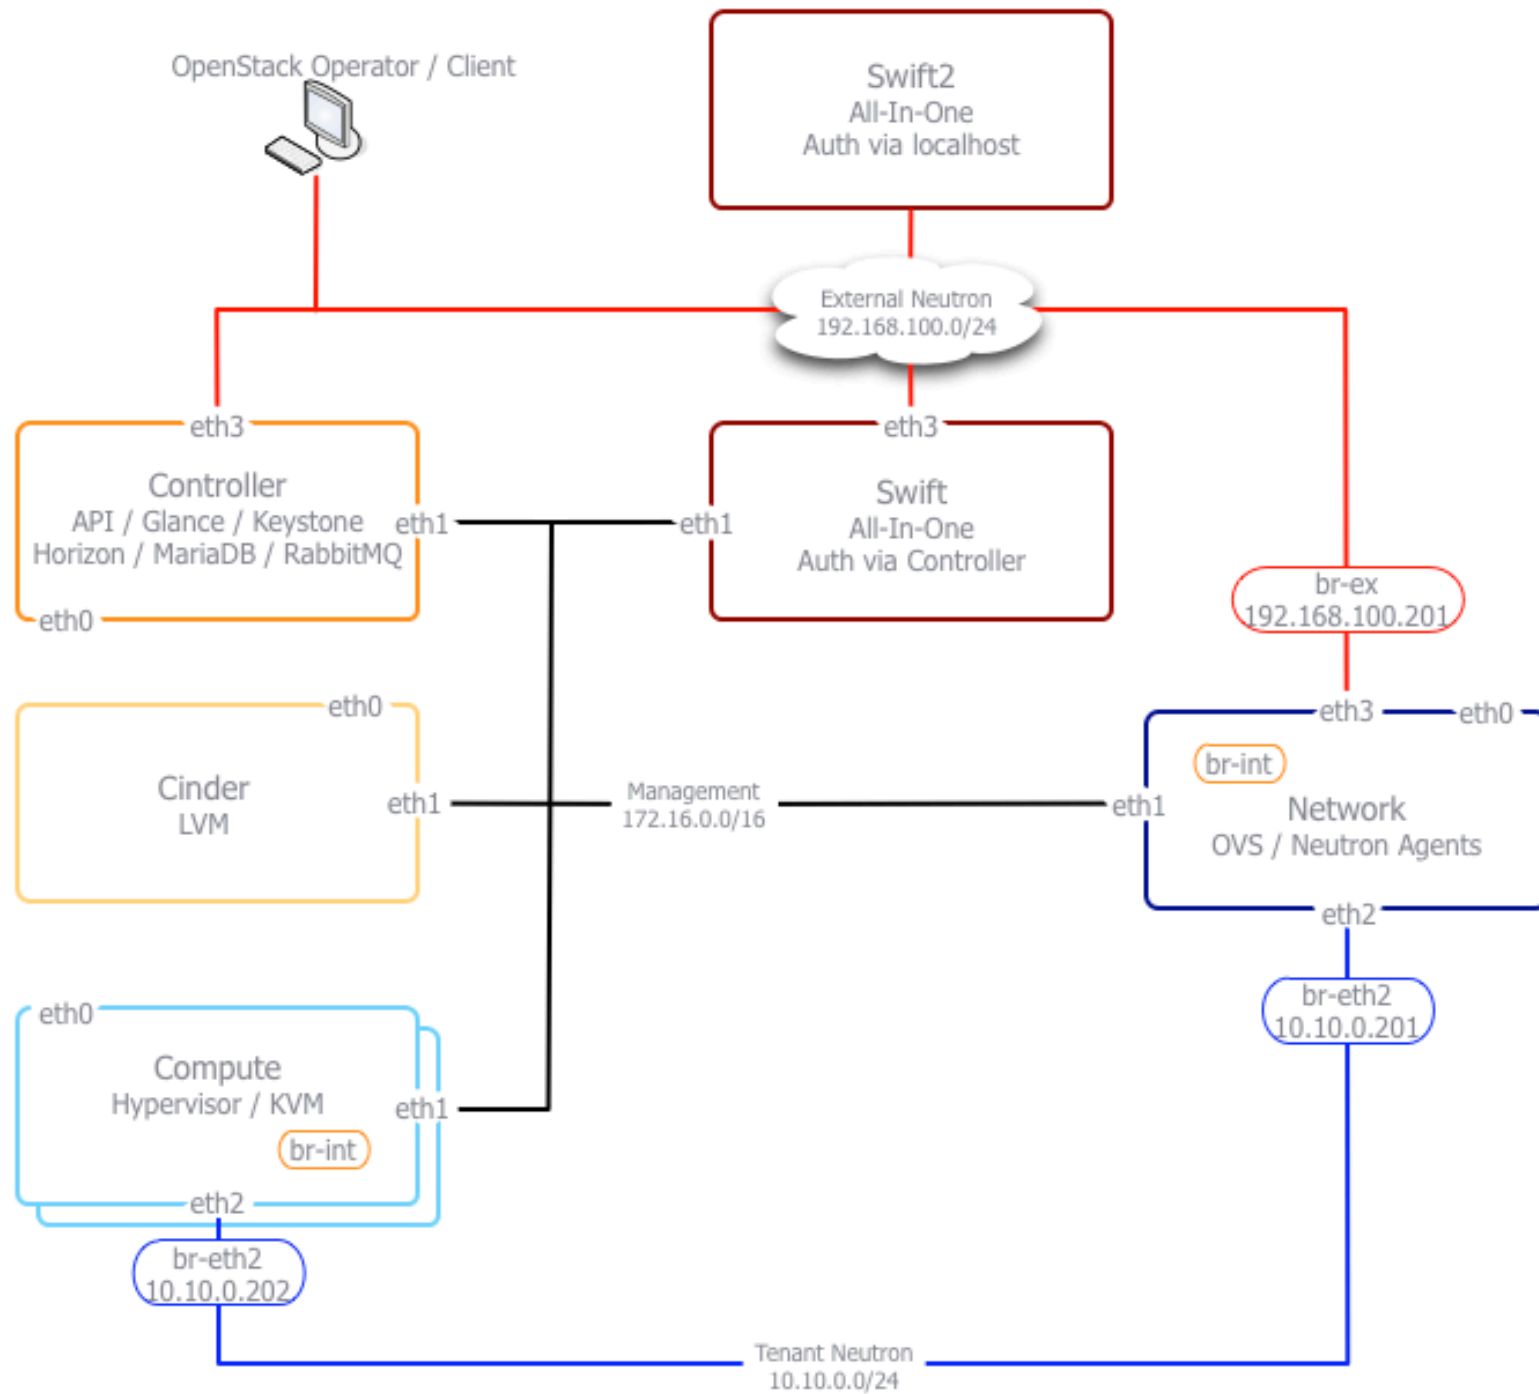 OpenStack Operator / Client
Swift2
All-In-One
Auth via localhost
External Neutron
192.168.100.0/24
eth3
Controller
API / Glance / Keystone
Horizon / MariaDB / RabbitMQ
eth1
eth0
eth3
eth1
Swift
All-In-One
Auth via Controller
br-ex
192.168.100.201
eth0
Cinder
LVM
eth1
Management
172.16.0.0/16
eth3
eth0
br-int
eth1
Network
OVS / Neutron Agents
eth2
br-eth2
10.10.0.201
eth0
Compute
Hypervisor / KVM
eth1
br-int
eth2
br-eth2
10.10.0.202
Tenant Neutron
10.10.0.0/24